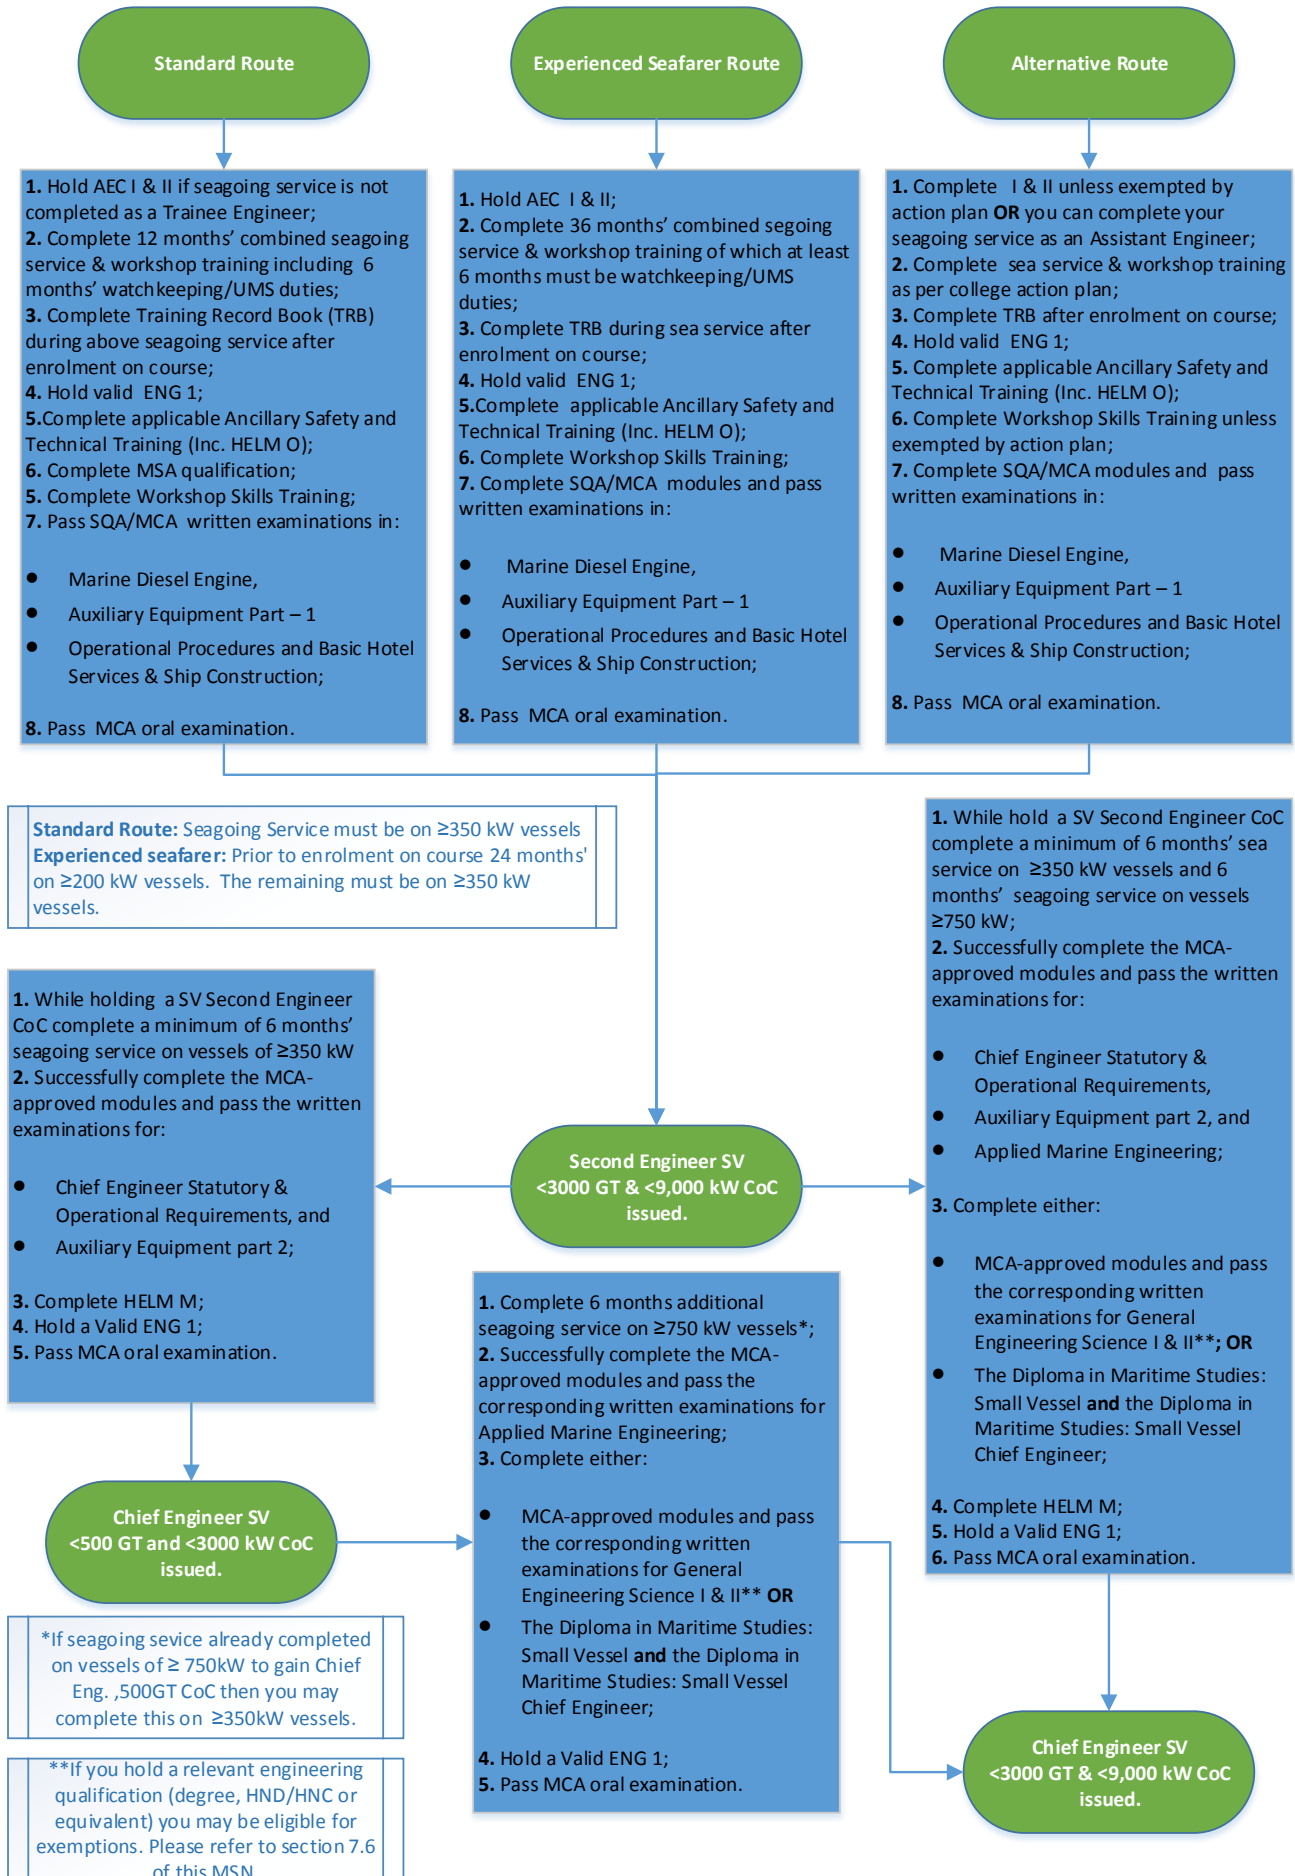 Standard Route
Experienced Seafarer Route
Alternative Route
1. Hold AEC I & II if seagoing service is not
completed as a Trainee Engineer;
2. Complete 12 months' combined seagoing
service & workshop training including 6
months' watchkeeping/UMS duties;
3. Complete Training Record Book (TRB)
during above seagoing service after
enrolment on course;
4. Hold valid ENG 1;
5.Complete applicable Ancillary Safety and
Technical Training (Inc. HELM O);
6. Complete MSA qualification;
5. Complete Workshop Skills Training;
7. Pass SQA/MCA written examinations in:
● Marine Diesel Engine,
● Auxiliary Equipment Part – 1
● Operational Procedures and Basic Hotel
Services & Ship Construction;
8. Pass MCA oral examination.
1. Hold AEC I & II;
2. Complete 36 months' combined segoing
service & workshop training of which at least
6 months must be watchkeeping/UMS
duties;
3. Complete TRB during sea service after
enrolment on course;
4. Hold valid ENG 1;
5.Complete applicable Ancillary Safety and
Technical Training (Inc. HELM O);
6. Complete Workshop Skills Training;
7. Complete SQA/MCA modules and pass
written examinations in:
● Marine Diesel Engine,
● Auxiliary Equipment Part – 1
● Operational Procedures and Basic Hotel
Services & Ship Construction;
8. Pass MCA oral examination.
1. Complete I & II unless exempted by
action plan OR you can complete your
seagoing service as an Assistant Engineer;
2. Complete sea service & workshop training
as per college action plan;
3. Complete TRB after enrolment on course;
4. Hold valid ENG 1;
5. Complete applicable Ancillary Safety and
Technical Training (Inc. HELM O);
6. Complete Workshop Skills Training unless
exempted by action plan;
7. Complete SQA/MCA modules and pass
written examinations in:
● Marine Diesel Engine,
● Auxiliary Equipment Part – 1
● Operational Procedures and Basic Hotel
Services & Ship Construction;
8. Pass MCA oral examination.
Standard Route: Seagoing Service must be on ≥350 kW vessels
Experienced seafarer: Prior to enrolment on course 24 months'
on ≥200 kW vessels. The remaining must be on ≥350 kW
vessels.
1. While holding a SV Second Engineer
CoC complete a minimum of 6 months'
seagoing service on vessels of ≥350 kW
2. Successfully complete the MCA-
approved modules and pass the written
examinations for:
● Chief Engineer Statutory &
Operational Requirements, and
● Auxiliary Equipment part 2;
3. Complete HELM M;
4. Hold a Valid ENG 1;
5. Pass MCA oral examination.
Second Engineer SV
<3000 GT & <9,000 kW CoC
issued.
1. While hold a SV Second Engineer CoC
complete a minimum of 6 months' sea
service on ≥350 kW vessels and 6
months' seagoing service on vessels
≥750 kW;
2. Successfully complete the MCA-
approved modules and pass the written
examinations for:
● Chief Engineer Statutory &
Operational Requirements,
● Auxiliary Equipment part 2, and
● Applied Marine Engineering;
3. Complete either:
● MCA-approved modules and pass
the corresponding written
examinations for General
Engineering Science I & II**; OR
● The Diploma in Maritime Studies:
Small Vessel and the Diploma in
Maritime Studies: Small Vessel
Chief Engineer;
4. Complete HELM M;
5. Hold a Valid ENG 1;
6. Pass MCA oral examination.
Chief Engineer SV
<500 GT and <3000 kW CoC
issued.
1. Complete 6 months additional
seagoing service on ≥750 kW vessels*;
2. Successfully complete the MCA-
approved modules and pass the
corresponding written examinations for
Applied Marine Engineering;
3. Complete either:
● MCA-approved modules and pass
the corresponding written
examinations for General
Engineering Science I & II** OR
● The Diploma in Maritime Studies:
Small Vessel and the Diploma in
Maritime Studies: Small Vessel
Chief Engineer;
4. Hold a Valid ENG 1;
5. Pass MCA oral examination.
*If seagoing sevice already completed
on vessels of ≥ 750kW to gain Chief
Eng. ,500GT CoC then you may
complete this on ≥350kW vessels.
**If you hold a relevant engineering
qualification (degree, HND/HNC or
equivalent) you may be eligible for
exemptions. Please refer to section 7.6
of this MSN
Chief Engineer SV
<3000 GT & <9,000 kW CoC
issued.